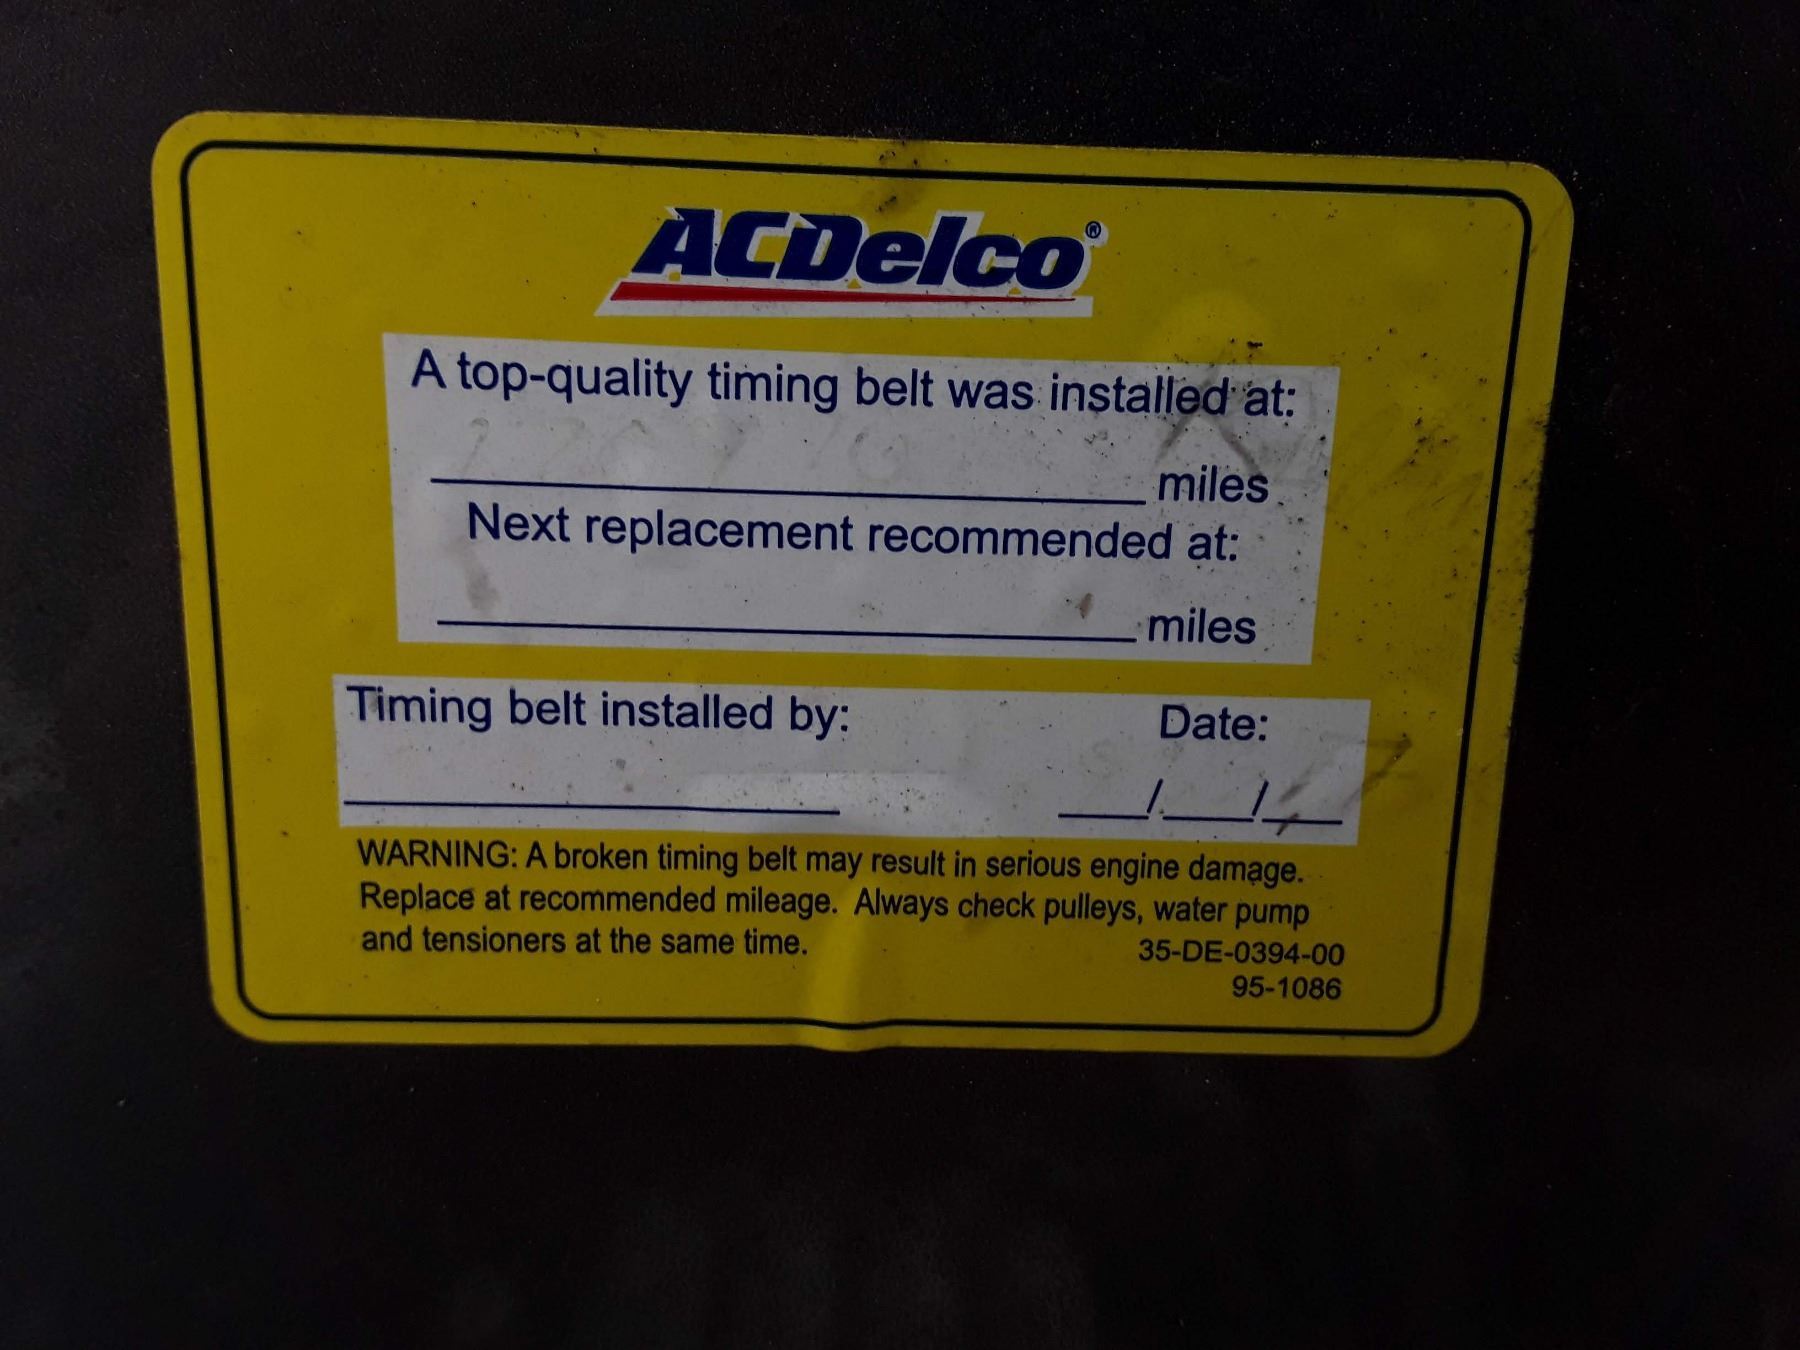 ACDelco®
A top-quality timing belt was installed at:
miles
Next replacement recommended at:
miles
Timing belt installed by: Date:
/ /
WARNING: A broken timing belt may result in serious engine damage.
Replace at recommended mileage. Always check pulleys, water pump
and tensioners at the same time.
35-DE-0394-00
95-1086